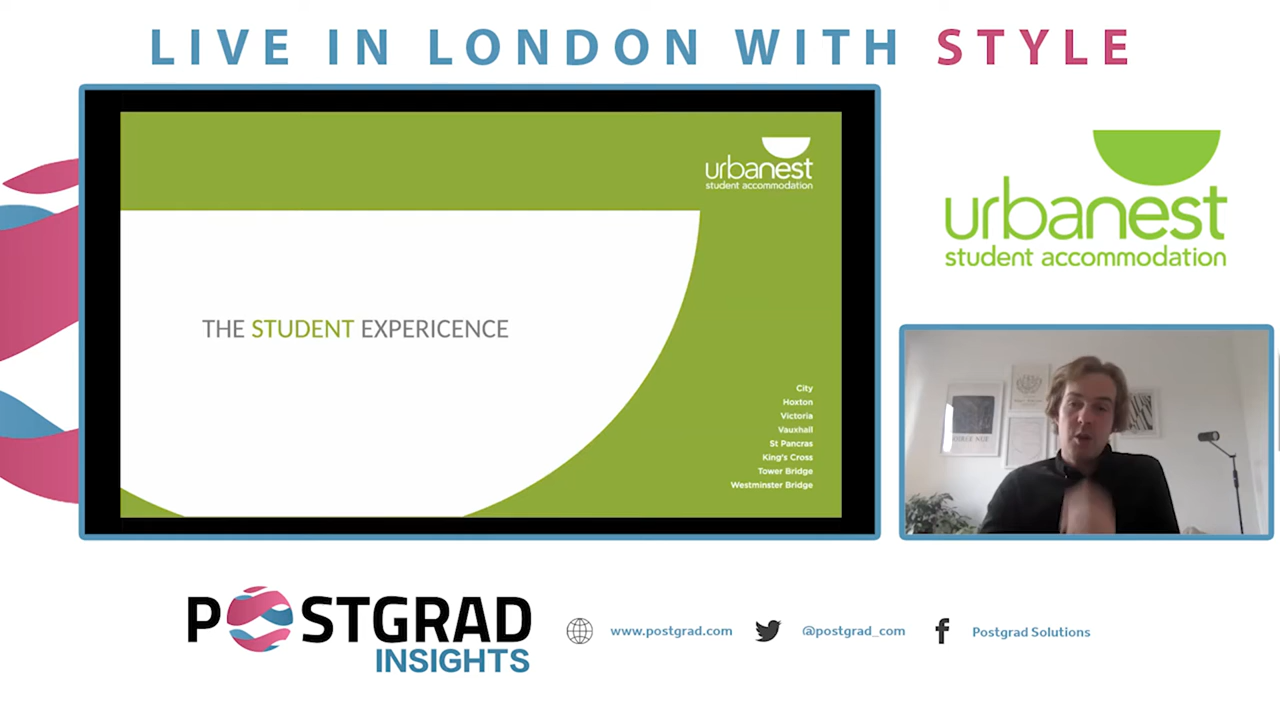 LIVE IN LONDON WITH STYLE
urbanest
student accommodation
THE STUDENT EXPERICENCE
City
Hoxton
Victoria
Vauxhall
St Pancras
King's Cross
Tower Bridge
Westminster Bridge
urbanest
student accommodation
POSTGRAD
INSIGHTS
www.postgrad.com
@postgrad_com
Postgrad Solutions